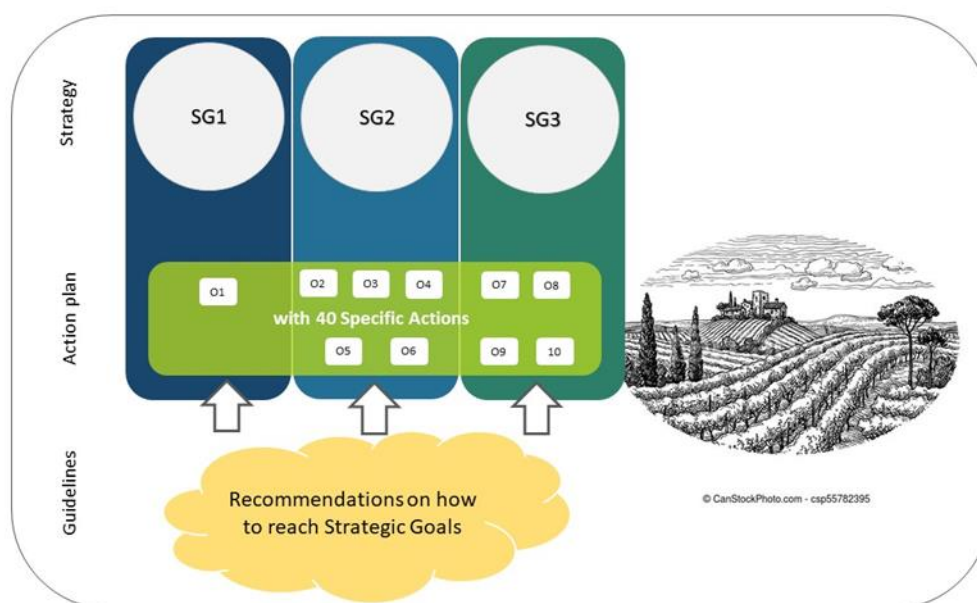 Strategy
SG1
SG2
SG3
Action plan
O1
O2
O3
O4
O7
O8
with 40 Specific Actions
O5
O6
O9
10
Guidelines
Recommendations on how
to reach Strategic Goals
© CanStockPhoto.com - csp55782395